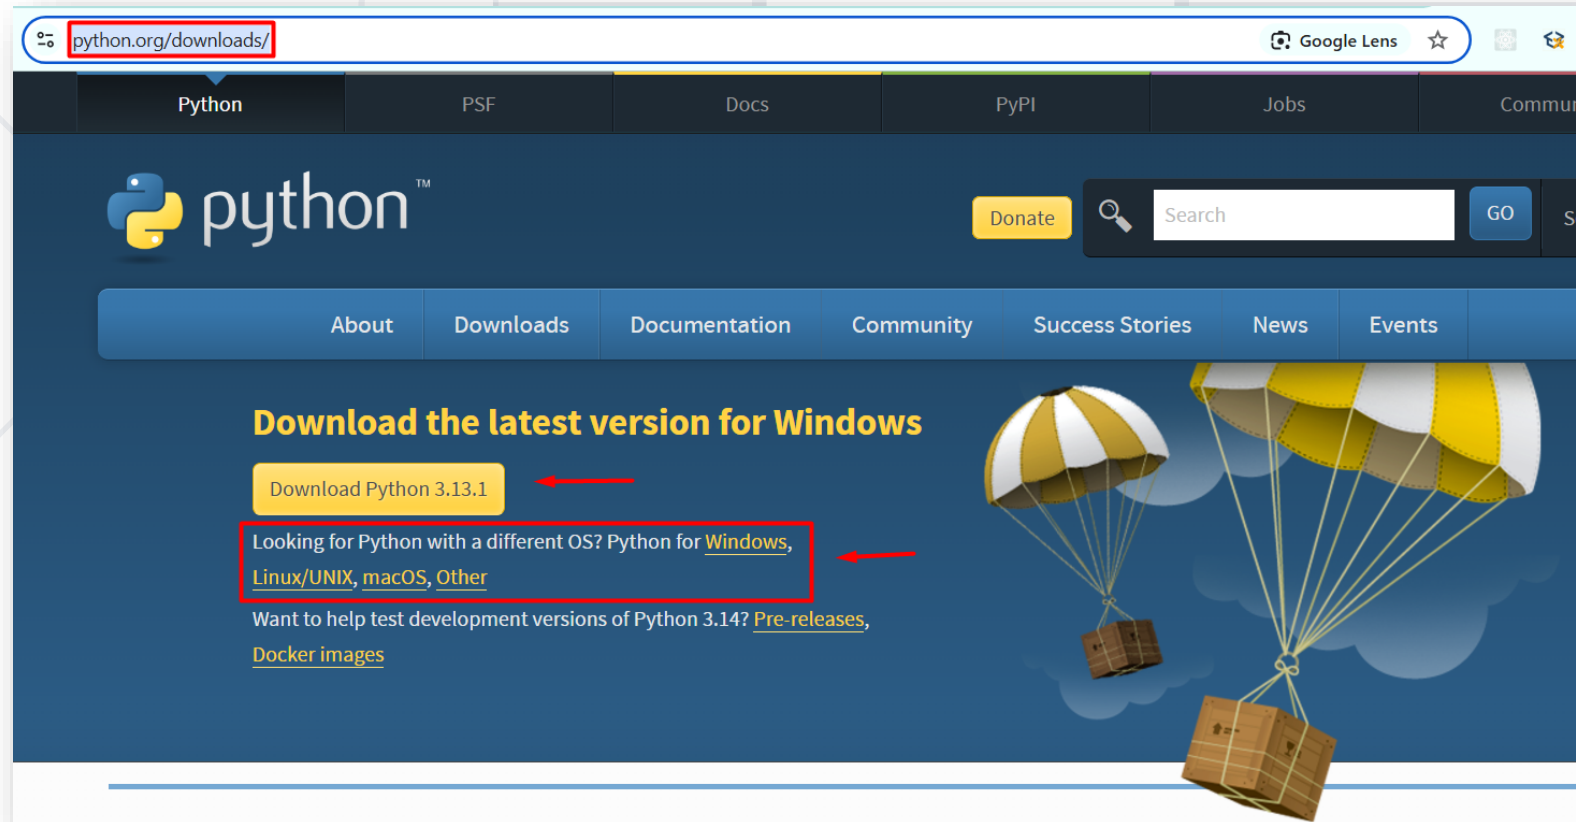 python.org/downloads/
Google Lens
Python PSF Docs PyPI Jobs
python™
Donate Search GO
About Downloads Documentation Community Success Stories News Events
Download the latest version for Windows
Download Python 3.13.1
Looking for Python with a different OS? Python for Windows,
Linux/UNIX, macOS, Other
Want to help test development versions of Python 3.14? Pre-releases,
Docker images